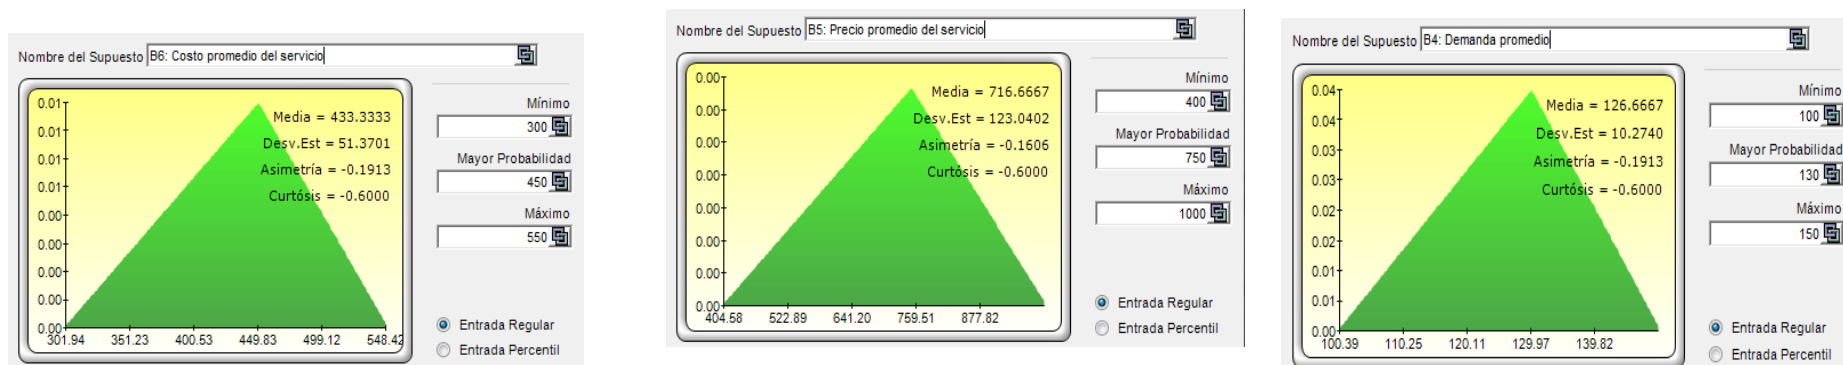 Nombre del Supuesto B6: Costo promedio del servicio
0.01
0.01
0.01
0.01
0.00
0.00
0.00
0.00
0.00
Media = 433.3333
Desv.Est = 51.3701
Asimetría = -0.1913
Curtósis = -0.6000
301.94 351.23 400.53 449.83 499.12 548.42
Mínimo
300
Mayor Probabilidad
450
Máximo
550
Entrada Regular
Entrada Percentil
Nombre del Supuesto B5: Precio promedio del servicio
0.00
0.00
0.00
0.00
0.00
0.00
0.00
0.00
Media = 716.6667
Desv.Est = 123.0402
Asimetría = -0.1606
Curtósis = -0.6000
404.58 522.89 641.20 759.51 877.82
Mínimo
400
Mayor Probabilidad
750
Máximo
1000
Entrada Regular
Entrada Percentil
Nombre del Supuesto B4: Demanda promedio
0.04
0.04
0.03
0.03
0.02
0.02
0.01
0.01
0.00
Media = 126.6667
Desv.Est = 10.2740
Asimetría = -0.1913
Curtósis = -0.6000
100.39 110.25 120.11 129.97 139.82
Mínimo
100
Mayor Probabilidad
130
Máximo
150
Entrada Regular
Entrada Percentil